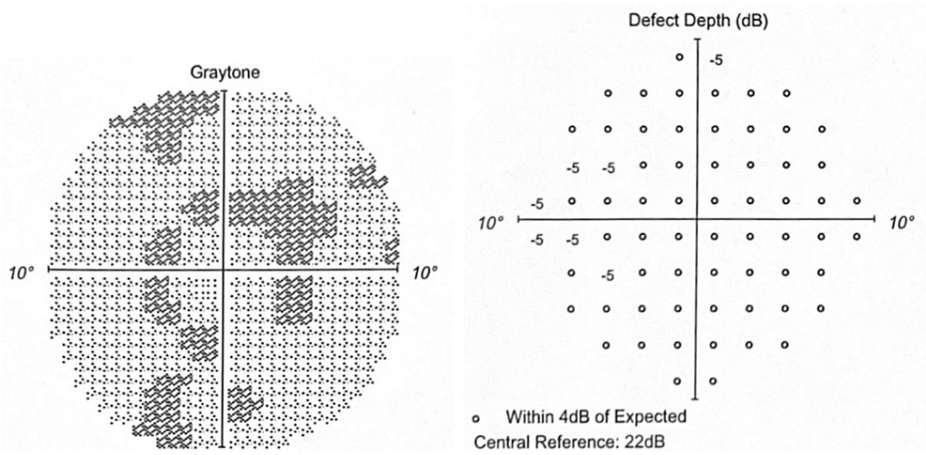 Graytone
10°
10°
Defect Depth (dB)
-5
-5 -5
-5
10°
10°
-5 -5
-5
Within 4dB of Expected
Central Reference: 22dB